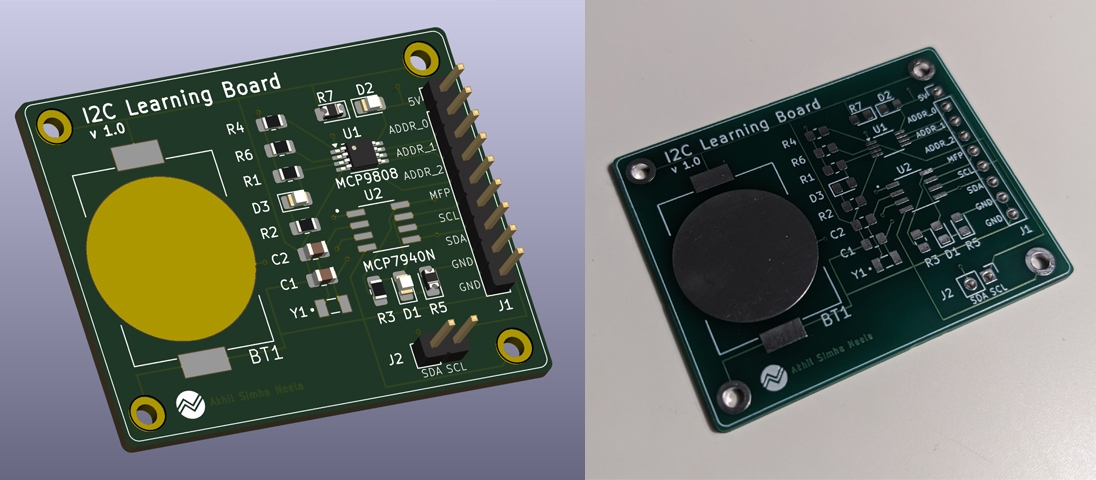 I2C Learning Board
v 1.0
R7
D2
5V
R4
U1
ADDR_0
R6
ADDR_1
R1
MCP9808
ADDR_2
U2
D3
MFP
R2
SCL
C2
SDA
MCP7940N
GND
C1
GND
Y1
R3 D1 R5
J1
BT1
J2
SDA SCL
Akhil Simha Neela
I2C Learning Board
v 1.0
R7
D2
5V
R4
U1
ADDR_0
R6
ADDR_1
R1
U2
ADDR_2
D3
MFP
R2
SCL
C2
SDA
C1
GND
Y1
GND
R3 D1 R5
J1
BT1
J2
SDA SCL
Akhil Simha Neela